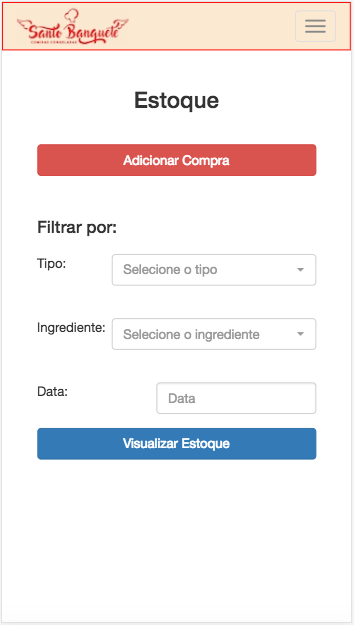 Santo Banquete
COMIDAS CONGELADAS
Estoque
Adicionar Compra
Filtrar por:
Tipo:
Selecione o tipo
Ingrediente:
Selecione o ingrediente
Data:
Data
Visualizar Estoque